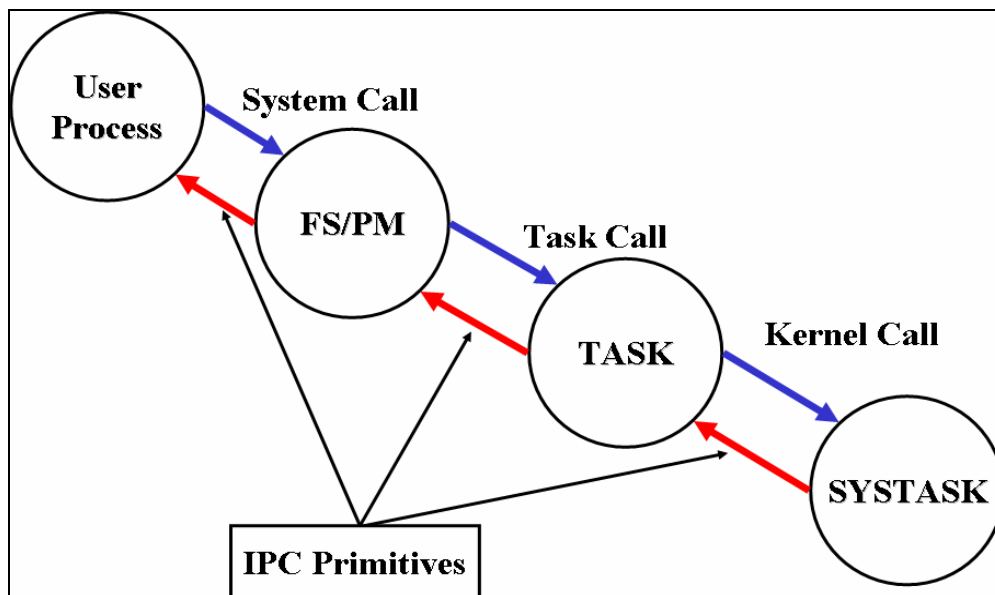 User
Process
System Call
FS/PM
Task Call
TASK
Kernel Call
SYSTASK
IPC Primitives